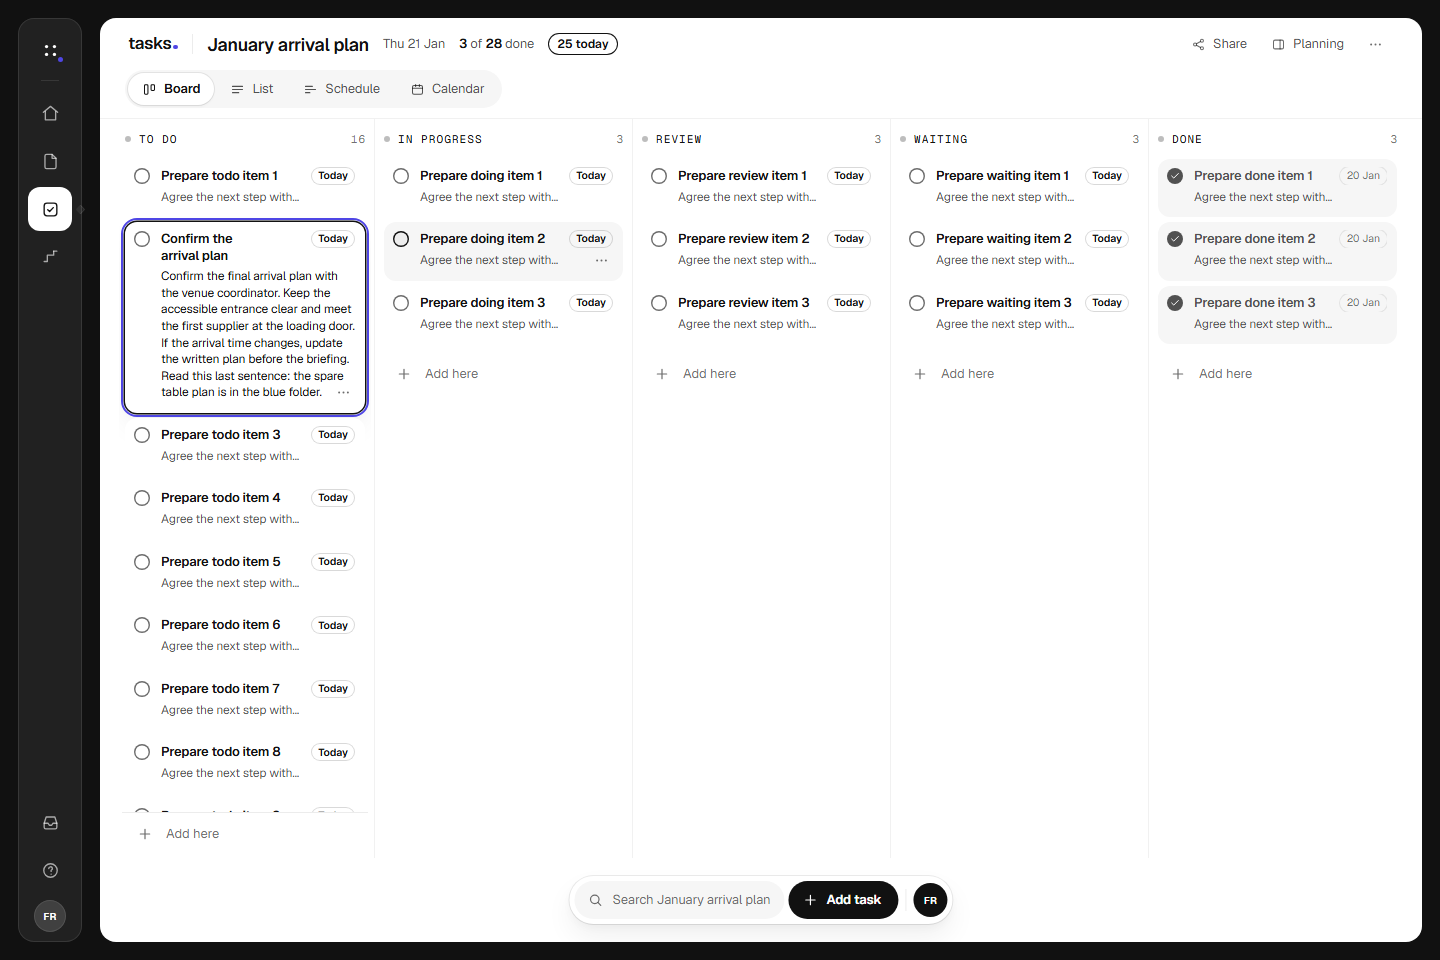 tasks.
January arrival plan
Thu 21 Jan
3 of 28 done
25 today
Share
Planning
Board
List
Schedule
Calendar
TO DO 16
Prepare todo item 1 Today
Agree the next step with...
Confirm the Today
arrival plan
Confirm the final arrival plan with
the venue coordinator. Keep the
accessible entrance clear and meet
the first supplier at the loading door.
If the arrival time changes, update
the written plan before the briefing.
Read this last sentence: the spare
table plan is in the blue folder.
Prepare todo item 3 Today
Agree the next step with...
Prepare todo item 4 Today
Agree the next step with...
Prepare todo item 5 Today
Agree the next step with...
Prepare todo item 6 Today
Agree the next step with...
Prepare todo item 7 Today
Agree the next step with...
Prepare todo item 8 Today
Agree the next step with...
Add here
IN PROGRESS 3
Prepare doing item 1 Today
Agree the next step with...
Prepare doing item 2 Today
Agree the next step with...
Prepare doing item 3 Today
Agree the next step with...
Add here
REVIEW 3
Prepare review item 1 Today
Agree the next step with...
Prepare review item 2 Today
Agree the next step with...
Prepare review item 3 Today
Agree the next step with...
Add here
WAITING 3
Prepare waiting item 1 Today
Agree the next step with...
Prepare waiting item 2 Today
Agree the next step with...
Prepare waiting item 3 Today
Agree the next step with...
Add here
DONE 3
Prepare done item 1 20 Jan
Agree the next step with...
Prepare done item 2 20 Jan
Agree the next step with...
Prepare done item 3 20 Jan
Agree the next step with...
Add here
Search January arrival plan
Add task
FR
FR